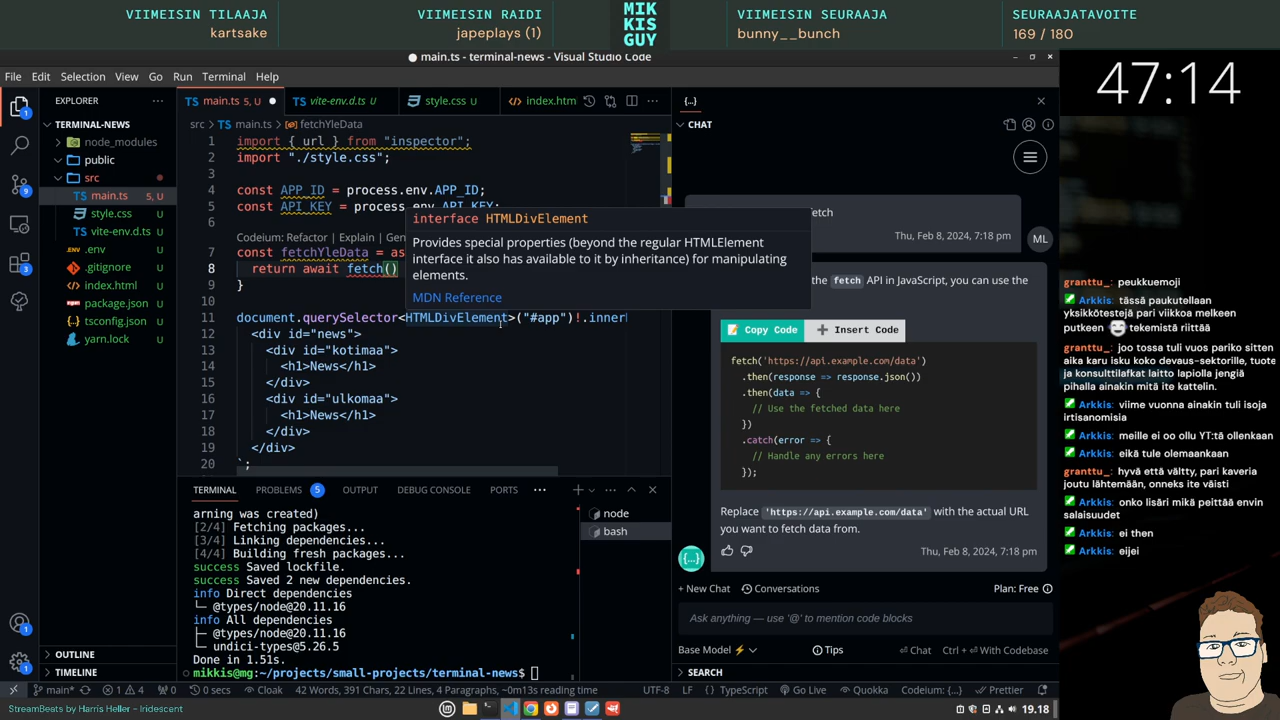 VIIMEISIN TILAAJA
kartsake
VIIMEISIN RAIDI
japeplays (1)
MIK
KIS
GUY
VIIMEISIN SEURAAJA
bunny__bunch
SEURAAJATAVOITE
169 / 180
main.ts - terminal-news - Visual Studio Code
File Edit Selection View Go Run Terminal Help
47:14
EXPLORER
TERMINAL-NEWS
node_modules
public
src
TS main.ts 5, U
style.css U
TS vite-env.d.ts U
.env U
.gitignore U
index.html U
package.json U
tsconfig.json U
yarn.lock U
OUTLINE
TIMELINE
TS main.ts 5, U
TS vite-env.d.ts U
style.css U
index.htm
src > TS main.ts > fetchYleData
1 import { url } from "inspector";
2 import "./style.css";
3
4 const APP_ID = process.env.APP_ID;
5 const API_KEY = process.env.API_KEY;
6
Codeium: Refactor | Explain | Gen
7 const fetchYleData = as
8 return await fetch()
9 }
10
11 document.querySelector<HTMLDivElement>("#app")!.inner
12 <div id="news">
13 <div id="kotimaa">
14 <h1>News</h1>
15 </div>
16 <div id="ulkomaa">
17 <h1>News</h1>
18 </div>
19 </div>
20 `;
interface HTMLDivElement
Provides special properties (beyond the regular HTMLElement
interface it also has available to it by inheritance) for manipulating
elements.
MDN Reference
TERMINAL PROBLEMS 5 OUTPUT DEBUG CONSOLE PORTS
arning was created)
[2/4] Fetching packages...
[3/4] Linking dependencies...
[4/4] Building fresh packages...
success Saved lockfile.
success Saved 2 new dependencies.
info Direct dependencies
└─ @types/node@20.11.16
info All dependencies
├─ @types/node@20.11.16
└─ undici-types@5.26.5
Done in 1.51s.
mikkis@mg:~/projects/small-projects/terminal-news$
node
bash
{...}
CHAT
fetch
Thu, Feb 8, 2024, 7:18 pm
ML
the fetch API in JavaScript, you can use the
Copy Code
Insert Code
fetch('https://api.example.com/data')
.then(response => response.json())
.then(data => {
// Use the fetched data here
})
.catch(error => {
// Handle any errors here
});
Replace 'https://api.example.com/data' with the actual URL
you want to fetch data from.
Thu, Feb 8, 2024, 7:18 pm
+ New Chat
Conversations
Plan: Free
Ask anything — use '@' to mention code blocks
Base Model
Tips
Chat
Ctrl + With Codebase
SEARCH
granttu_: peukkuemoji
Arkkis: tässä paukutellaan
yksikkötestejä pari viikkoa melkeen
putkeen tekemistä riittää
granttu_: joo tossa tuli vuos pariko sitten
aika karu isku koko devaus-sektorille, tuote
ja konsulttilafkat laitto lapiolla jengiä
pihalla ainakin mitä ite kattelin.
Arkkis: viime vuonna ainakin tuli isoja
irtisanomisia
Arkkis: meille ei oo ollu YT:tä ollenkaan
Arkkis: eikä tule olemaankaan
granttu_: hyvä että vältty, pari kaveria
joutu lähtemään, onneks ite väisti
Arkkis: onko lisäri mikä peittää envin
salaisuudet
Arkkis: ei then
Arkkis: eijei
main* 1 4 0 0 secs Cloak 42 Words, 391 Chars, 22 Lines, 4 Paragraphs, ~0m13s reading time UTF-8 LF {} TypeScript Go Live Quokka Codeium: {...} Prettier
StreamBeats by Harris Heller - Iridescent
19.18